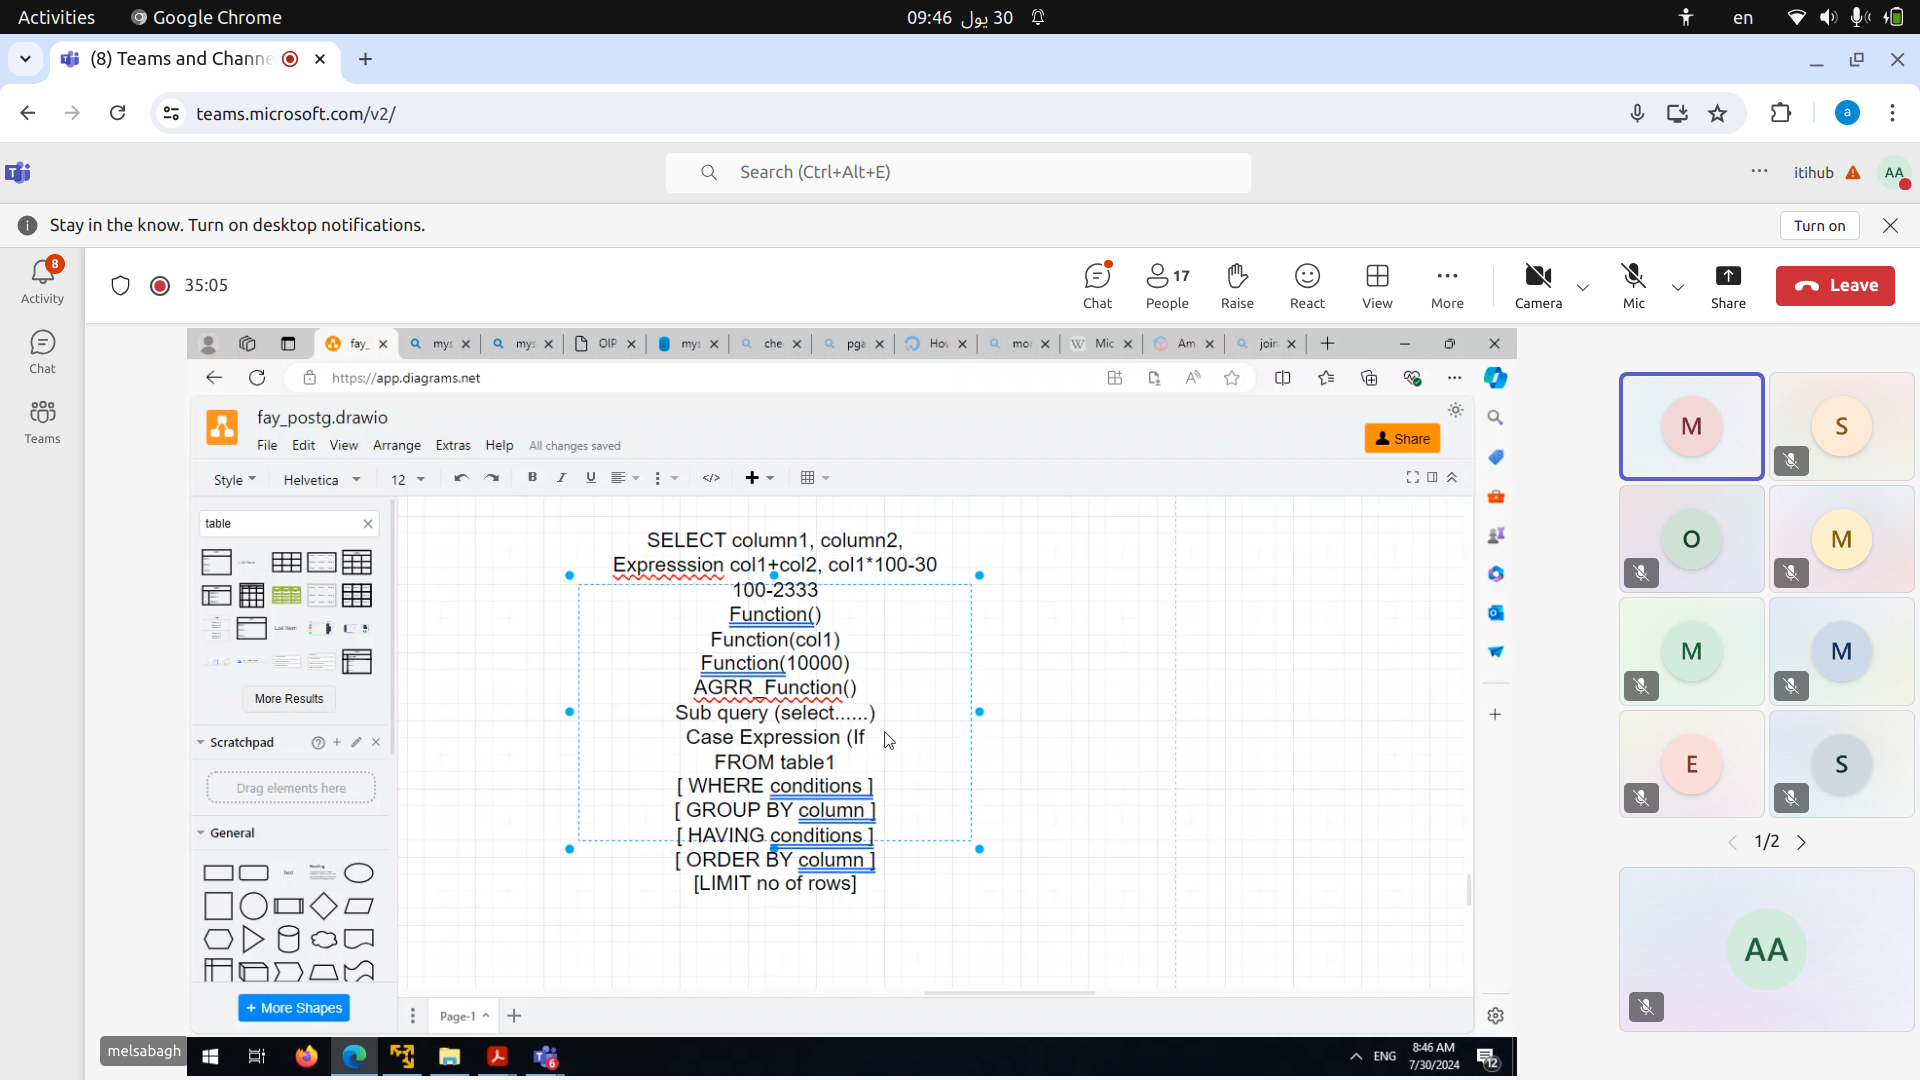 Activities
Google Chrome
30 يول 09:46
en
(8) Teams and Channe
teams.microsoft.com/v2/
a
Search (Ctrl+Alt+E)
itihub
AA
Stay in the know. Turn on desktop notifications.
Turn on
8
Activity
Chat
Teams
35:05
Chat
17
People
Raise
React
View
More
Camera
Mic
Share
Leave
fay_
mys
mys
OIP
mys
che
pga
Hov
mor
Mic
Am
join
https://app.diagrams.net
fay_postg.drawio
File
Edit
View
Arrange
Extras
Help
All changes saved
Share
Style
Helvetica
12
B
I
U
table
More Results
Scratchpad
Drag elements here
General
More Shapes
SELECT column1, column2,
Expresssion col1+col2, col1*100-30
100-2333
Function()
Function(col1)
Function(10000)
AGRR_Function()
Sub query (select......)
Case Expression (If
FROM table1
[ WHERE conditions ]
[ GROUP BY column ]
[ HAVING conditions ]
[ ORDER BY column ]
[LIMIT no of rows]
Page-1
M
S
O
M
M
M
E
S
1/2
AA
melsabagh
6
ENG
8:46 AM
7/30/2024
12